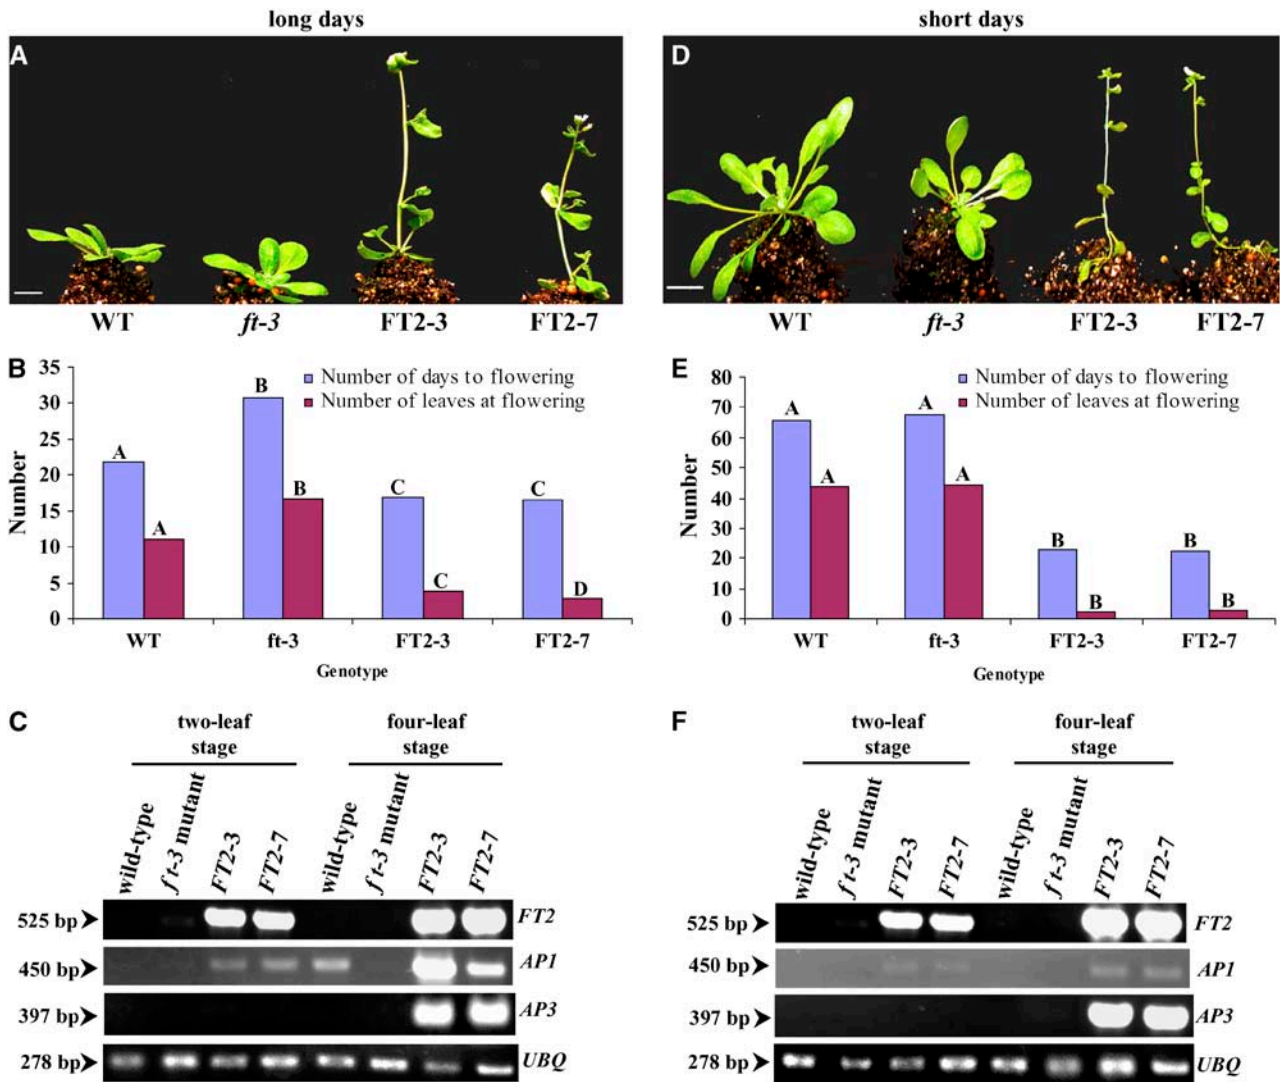 long days
A
WT ft-3 FT2-3 FT2-7
B
35
30
25
20
15
10
5
0
Number
Number of days to flowering
Number of leaves at flowering
A A B B C C C D
WT ft-3 FT2-3 FT2-7
Genotype
C
two-leaf stage
four-leaf stage
wild-type
ft-3 mutant
FT2-3
FT2-7
wild-type
ft-3 mutant
FT2-3
FT2-7
525 bp FT2
450 bp AP1
397 bp AP3
278 bp UBQ
short days
D
WT ft-3 FT2-3 FT2-7
E
80
70
60
50
40
30
20
10
0
Number
Number of days to flowering
Number of leaves at flowering
A A A A B B B B
WT ft-3 FT2-3 FT2-7
Genotype
F
two-leaf stage
four-leaf stage
wild-type
ft-3 mutant
FT2-3
FT2-7
wild-type
ft-3 mutant
FT2-3
FT2-7
525 bp FT2
450 bp AP1
397 bp AP3
278 bp UBQ